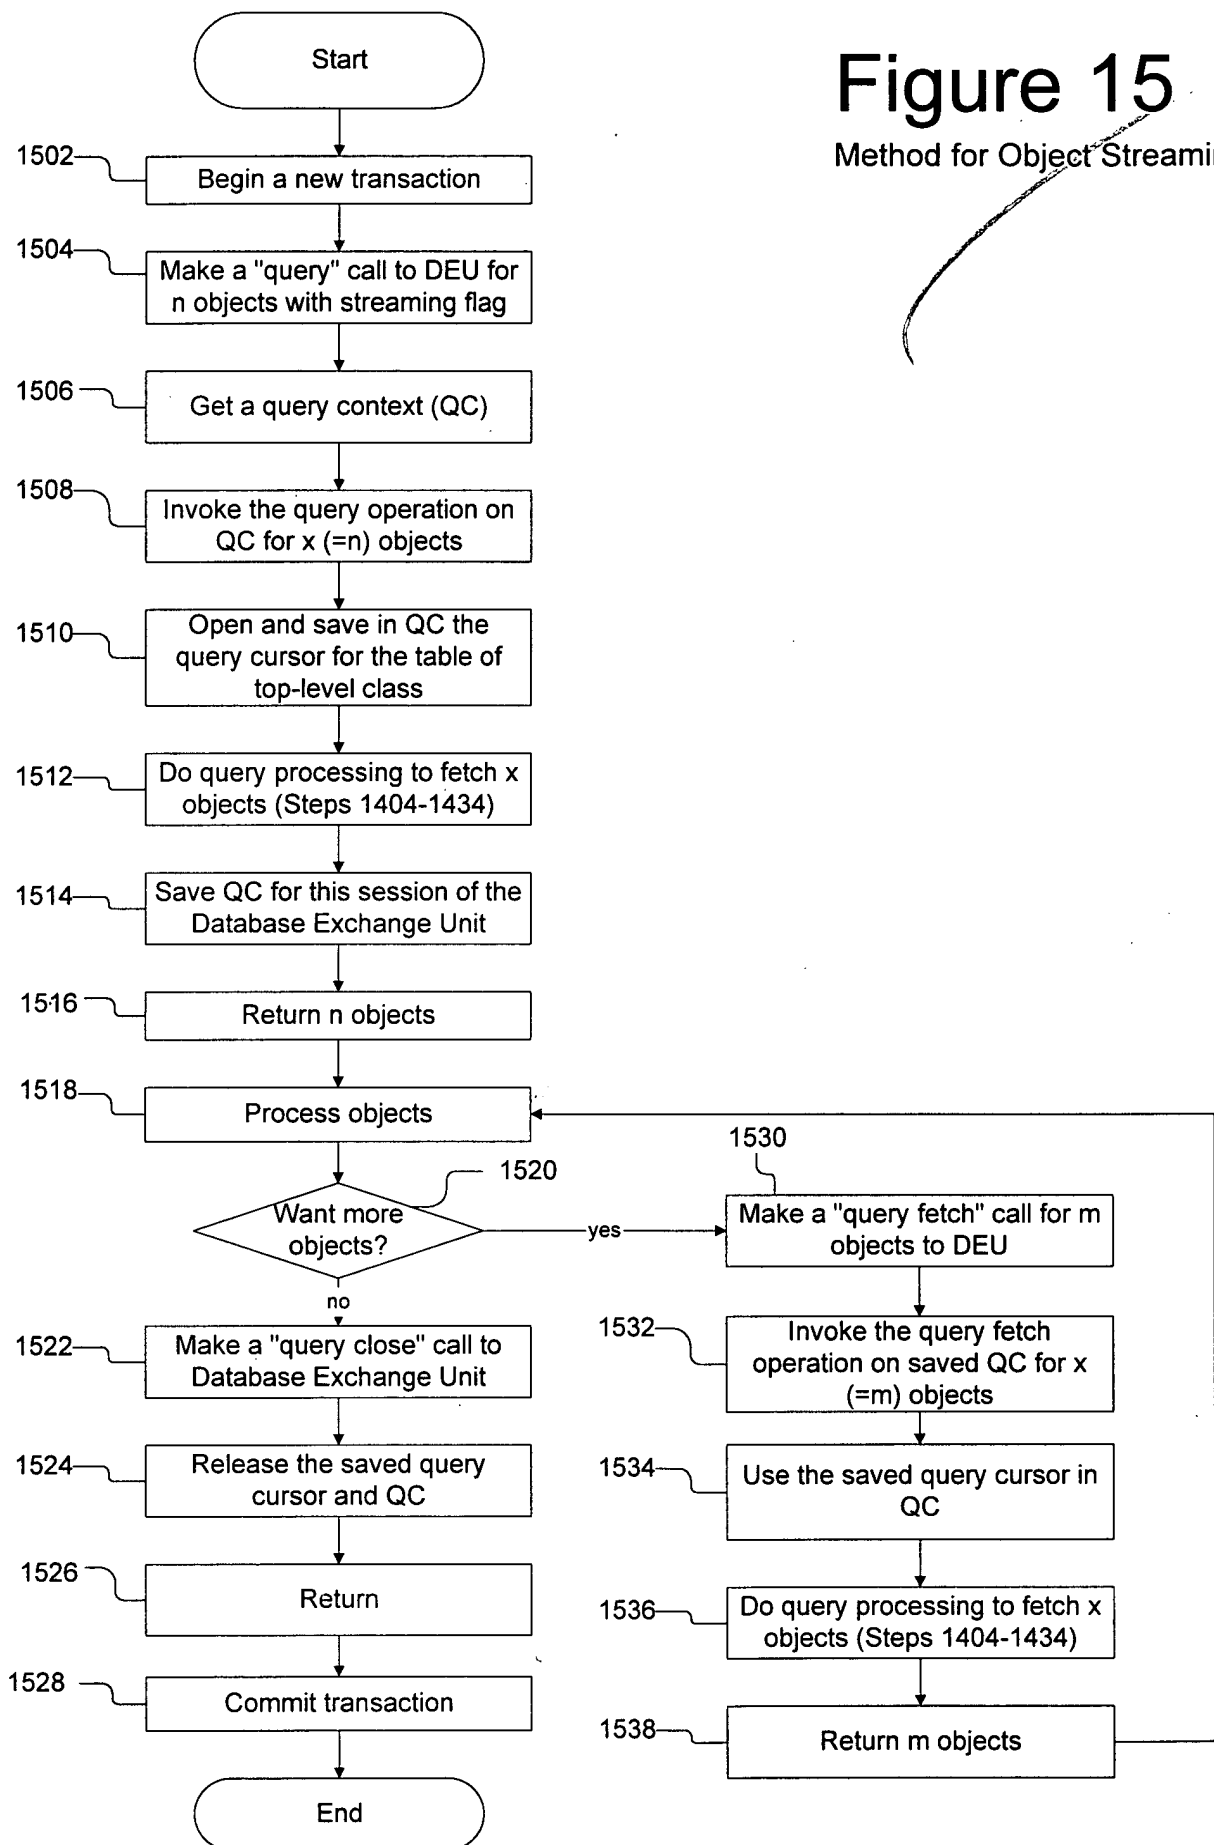 Start
Figure 15
Method for Object Streami
1502
Begin a new transaction
1504
Make a "query" call to DEU for
n objects with streaming flag
1506
Get a query context (QC)
1508
Invoke the query operation on
QC for x (=n) objects
1510
Open and save in QC the
query cursor for the table of
top-level class
1512
Do query processing to fetch x
objects (Steps 1404-1434)
1514
Save QC for this session of the
Database Exchange Unit
1516
Return n objects
1518
Process objects
1520
Want more
objects?
yes
no
1522
Make a "query close" call to
Database Exchange Unit
1524
Release the saved query
cursor and QC
1526
Return
1528
Commit transaction
End
1530
Make a "query fetch" call for m
objects to DEU
1532
Invoke the query fetch
operation on saved QC for x
(=m) objects
1534
Use the saved query cursor in
QC
1536
Do query processing to fetch x
objects (Steps 1404-1434)
1538
Return m objects